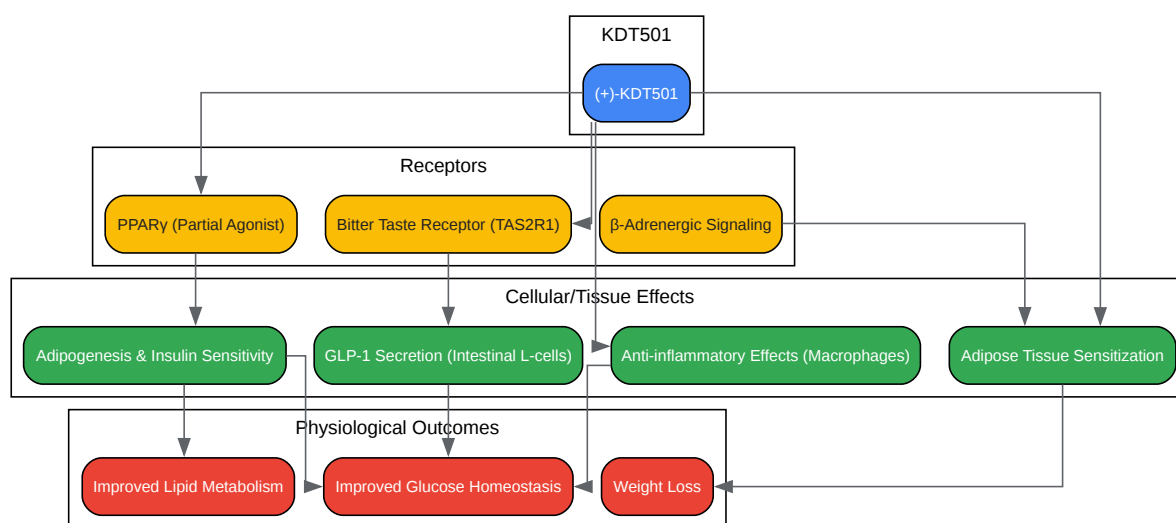 KDT501
(+)-KDT501
Receptors
PPARγ (Partial Agonist)
Bitter Taste Receptor (TAS2R1)
β-Adrenergic Signaling
Cellular/Tissue Effects
Adipogenesis & Insulin Sensitivity
GLP-1 Secretion (Intestinal L-cells)
Anti-inflammatory Effects (Macrophages)
Adipose Tissue Sensitization
Physiological Outcomes
Improved Lipid Metabolism
Improved Glucose Homeostasis
Weight Loss